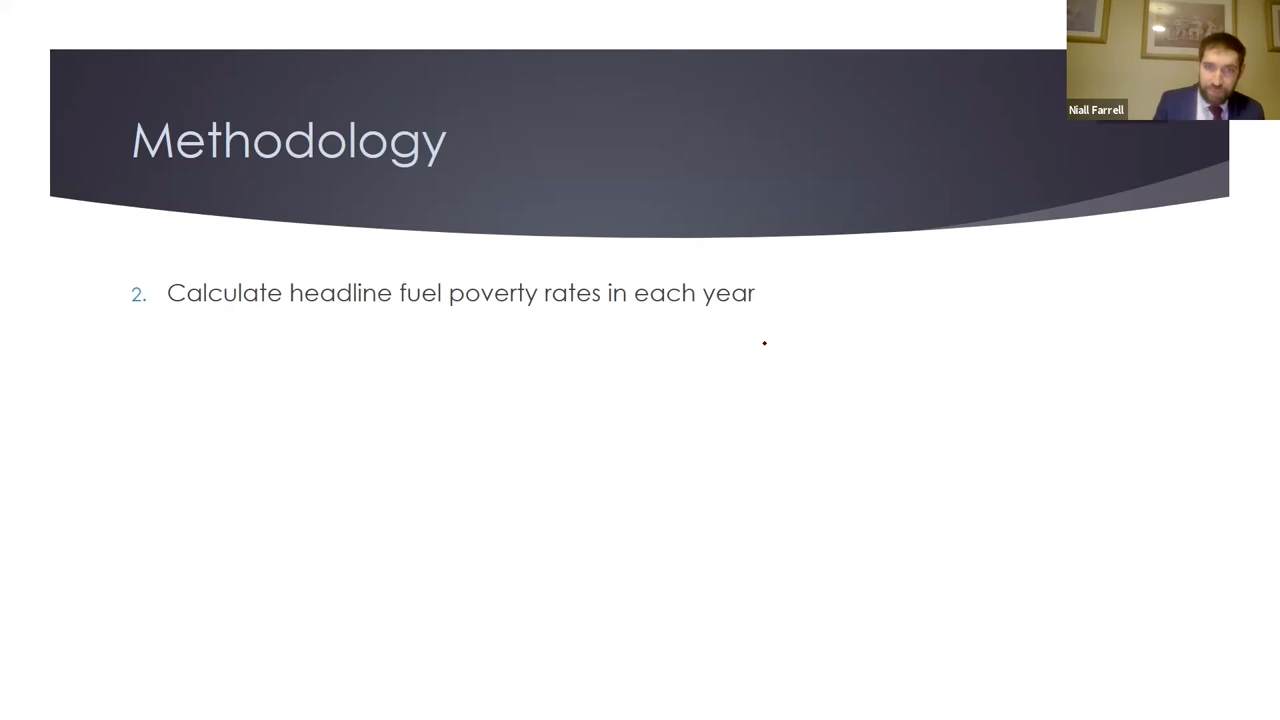 Niall Farrell
Methodology
2. Calculate headline fuel poverty rates in each year